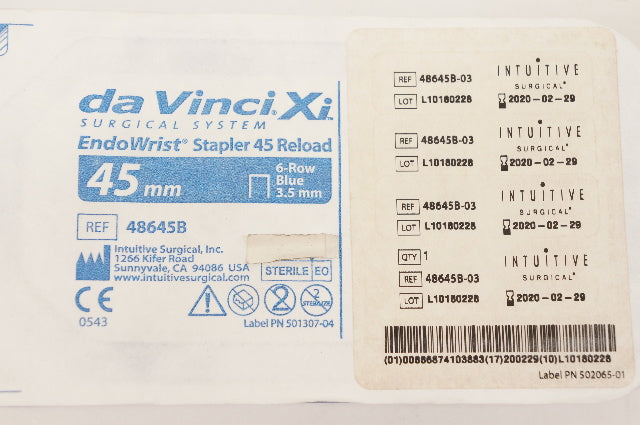 da Vinci. Xi
SURGICAL SYSTEM
EndoWrist® Stapler 45 Reload
45 mm
6-Row
Blue
3.5 mm
REF 48645B
Intuitive Surgical, Inc.
1266 Kifer Road
Sunnyvale, CA 94086 USA
www.intuitivesurgical.com
STERILE EO
CE
0543
2
2
STERILIZE
Label PN 501307-04
REF 48645B-03
LOT L10180228
INTUITIVE
SURGICAL®
2020-02-29
REF 48645B-03
LOT L10180228
INTUITIVE
SURGICAL®
2020-02-29
REF 48645B-03
LOT L10180228
INTUITIVE
SURGICAL®
2020-02-29
QTY 1
REF 48645B-03
LOT L10180228
INTUITIVE
SURGICAL®
2020-02-29
(01)00886874103883(17)200229(10)L10180228
Label PN 502065-01